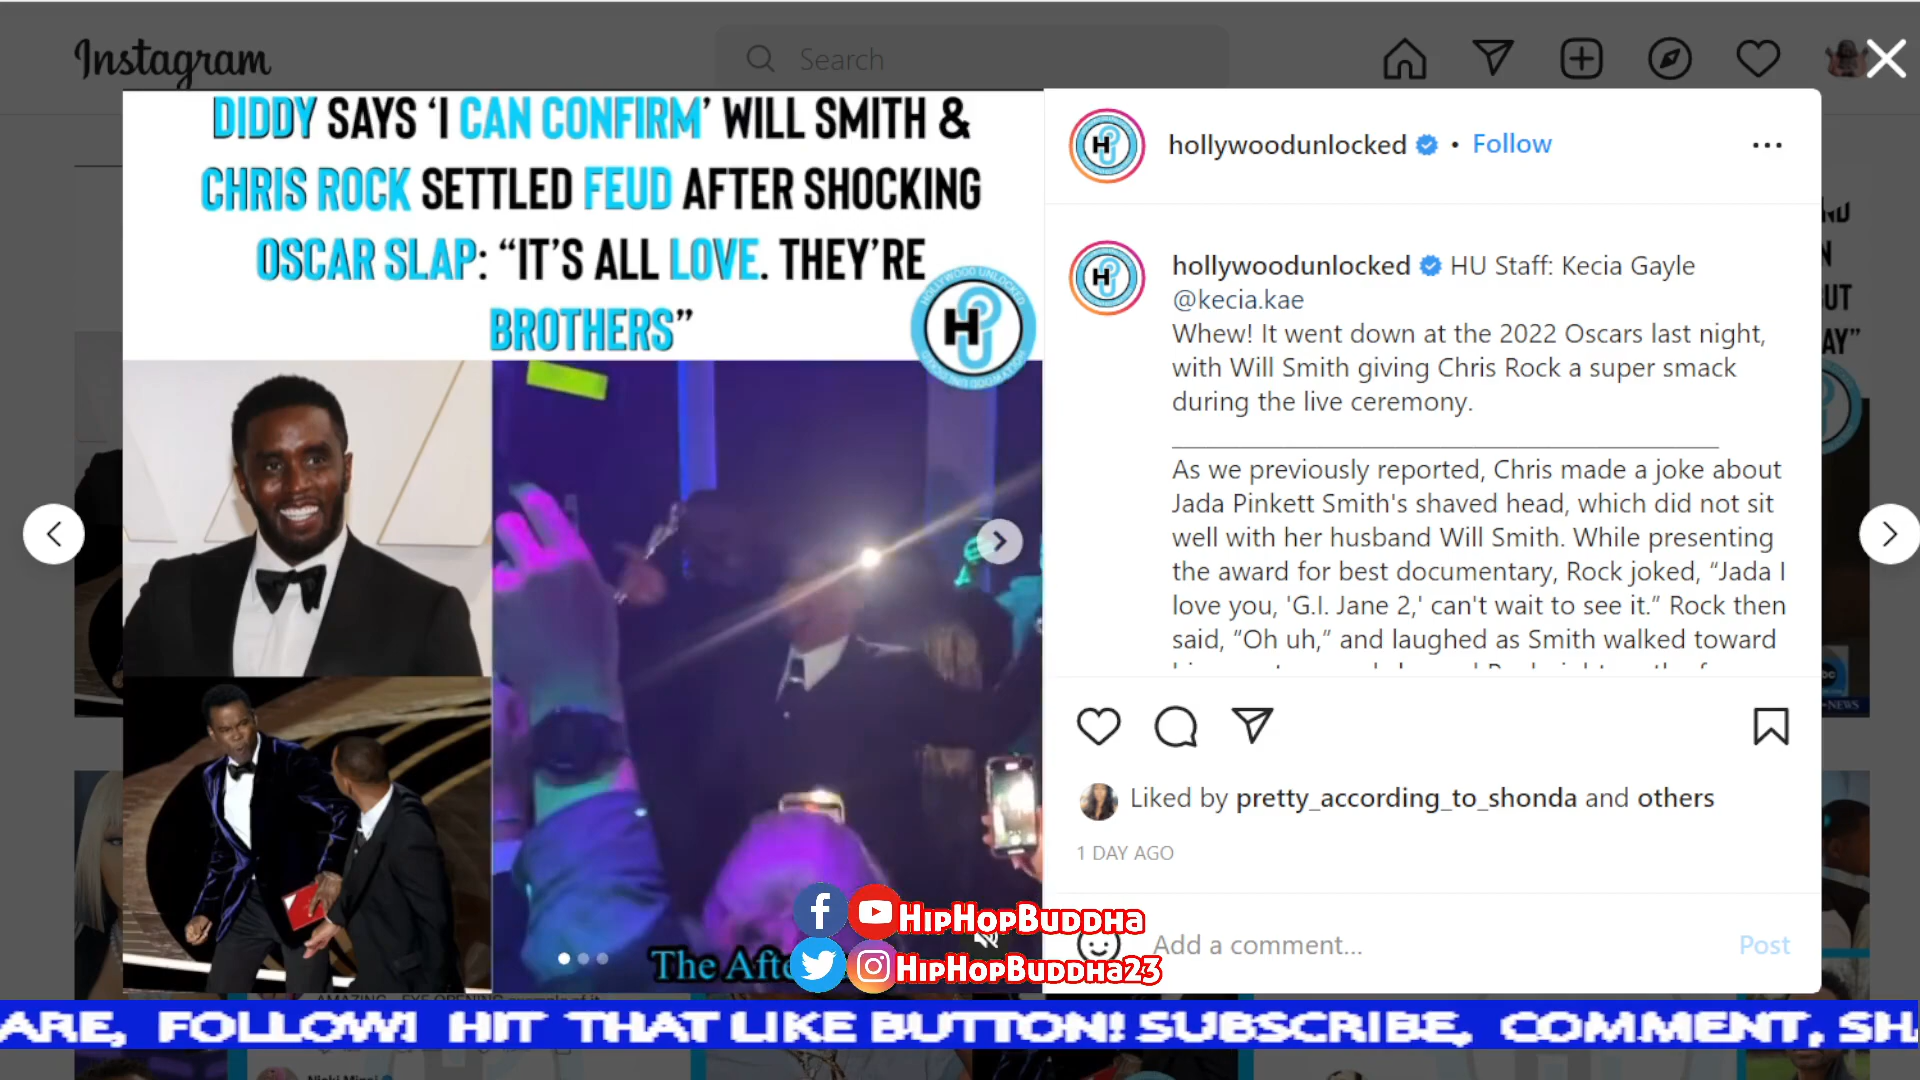 Instagram
Search
DIDDY SAYS ‘I CAN CONFIRM’ WILL SMITH &
CHRIS ROCK SETTLED FEUD AFTER SHOCKING
OSCAR SLAP: “IT’S ALL LOVE. THEY’RE
BROTHERS”
HOLLYWOOD UNLOCKED
HU
The Afte
hollywoodunlocked • Follow
hollywoodunlocked HU Staff: Kecia Gayle
@kecia.kae
Whew! It went down at the 2022 Oscars last night,
with Will Smith giving Chris Rock a super smack
during the live ceremony.
As we previously reported, Chris made a joke about
Jada Pinkett Smith's shaved head, which did not sit
well with her husband Will Smith. While presenting
the award for best documentary, Rock joked, “Jada I
love you, 'G.I. Jane 2,' can't wait to see it.” Rock then
said, “Oh uh,” and laughed as Smith walked toward
Liked by pretty_according_to_shonda and others
1 DAY AGO
Add a comment...
Post
HipHopBuddha
HipHopBuddha23
ARE, FOLLOW! HIT THAT LIKE BUTTON! SUBSCRIBE, COMMENT, SH